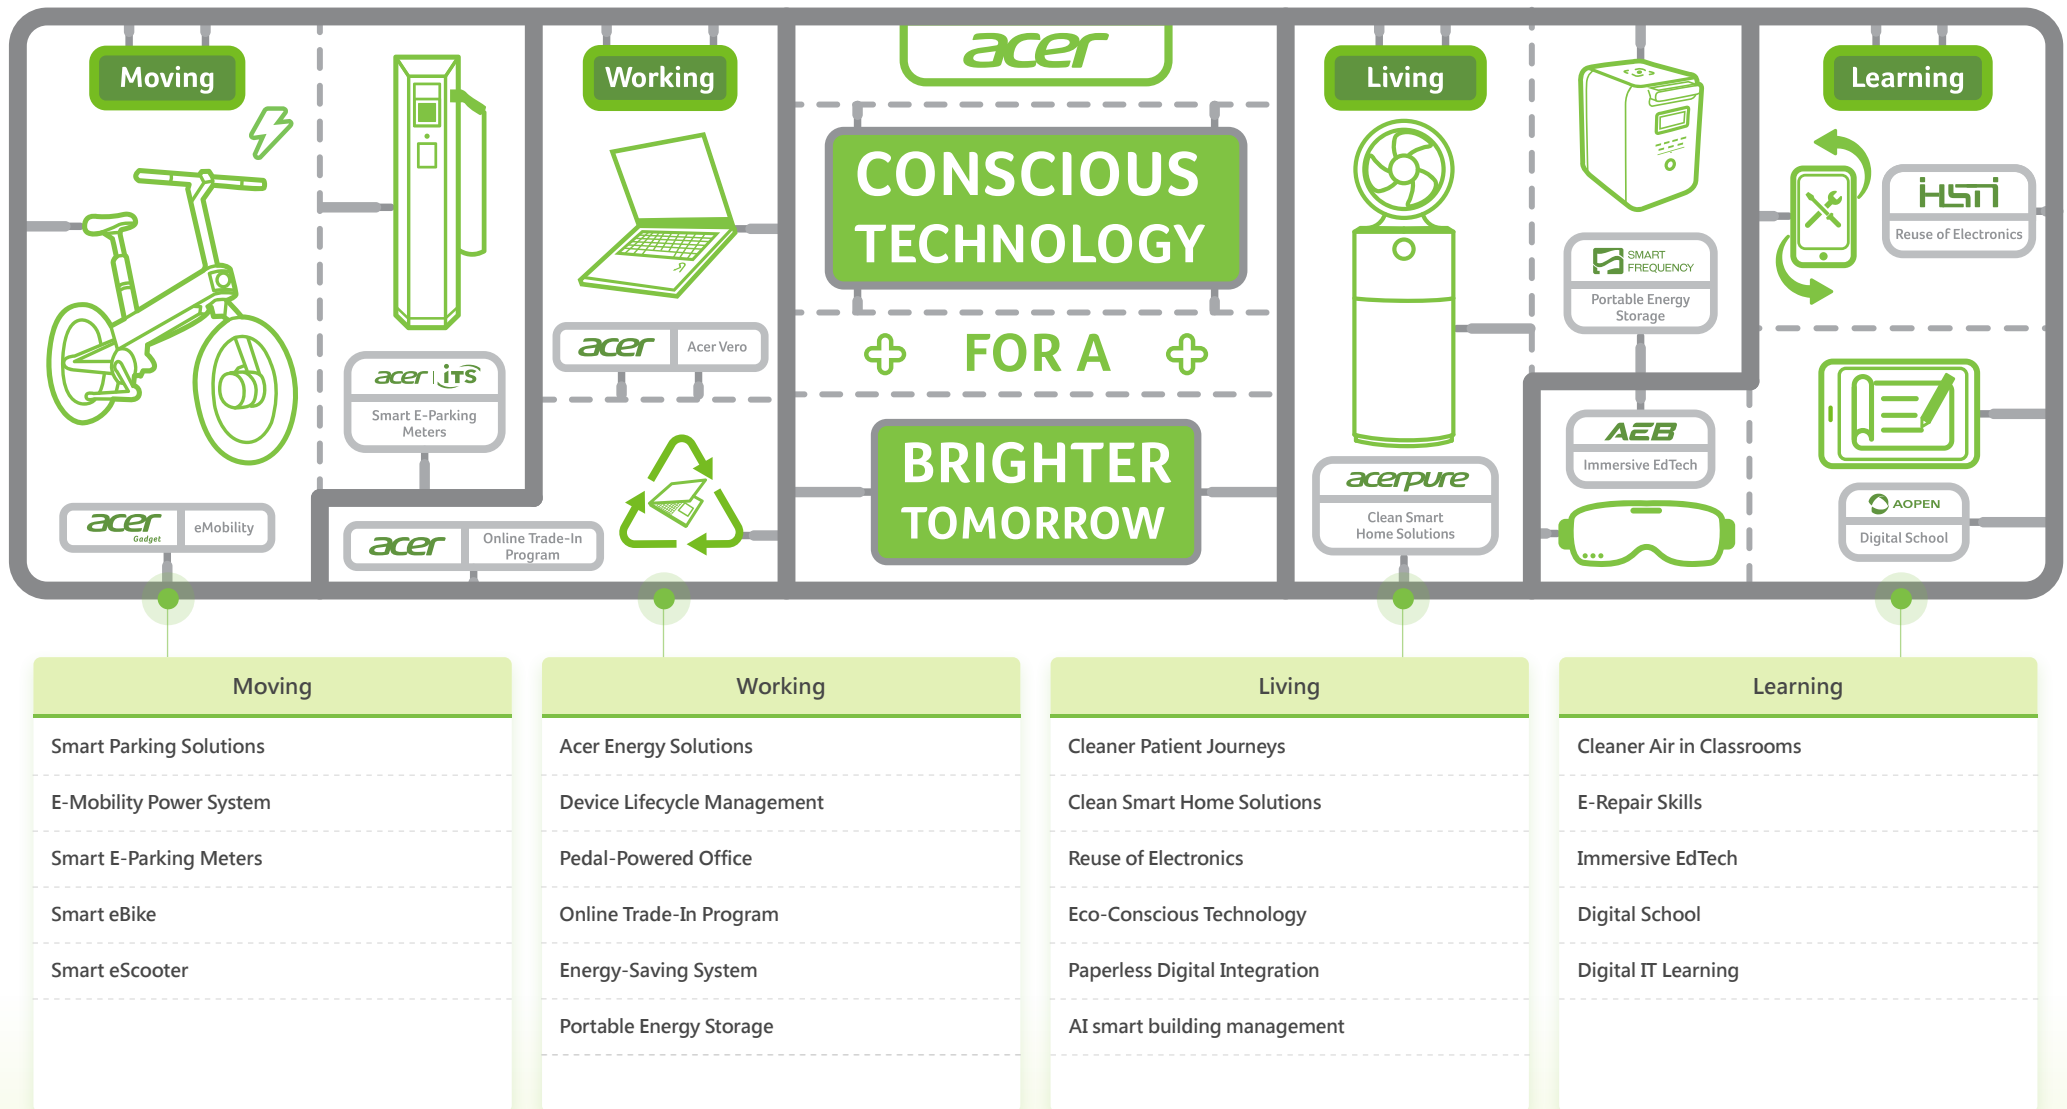 Moving
acer
Gadget
eMobility
acer | iTS
Smart E-Parking
Meters
Working
acer
Acer Vero
acer
Online Trade-In
Program
acer
CONSCIOUS
TECHNOLOGY
FOR A
BRIGHTER
TOMORROW
Living
acerpure
Clean Smart
Home Solutions
SMART
FREQUENCY
Portable Energy
Storage
AEB
Immersive EdTech
Learning
HSNI
Reuse of Electronics
AOPEN
Digital School
Moving
Smart Parking Solutions
E-Mobility Power System
Smart E-Parking Meters
Smart eBike
Smart eScooter
Working
Acer Energy Solutions
Device Lifecycle Management
Pedal-Powered Office
Online Trade-In Program
Energy-Saving System
Portable Energy Storage
Living
Cleaner Patient Journeys
Clean Smart Home Solutions
Reuse of Electronics
Eco-Conscious Technology
Paperless Digital Integration
AI smart building management
Learning
Cleaner Air in Classrooms
E-Repair Skills
Immersive EdTech
Digital School
Digital IT Learning